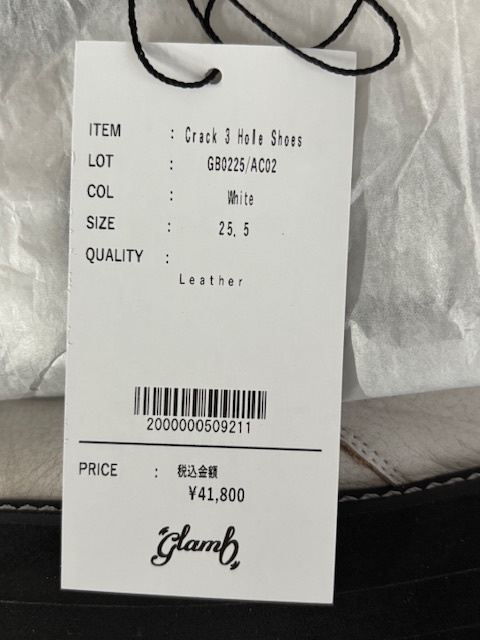 ITEM : Crack 3 Hole Shoes
LOT : GB0225/AC02
COL : White
SIZE : 25.5
QUALITY :
Leather
2000000509211
PRICE : 税込金額
¥41,800
glamb